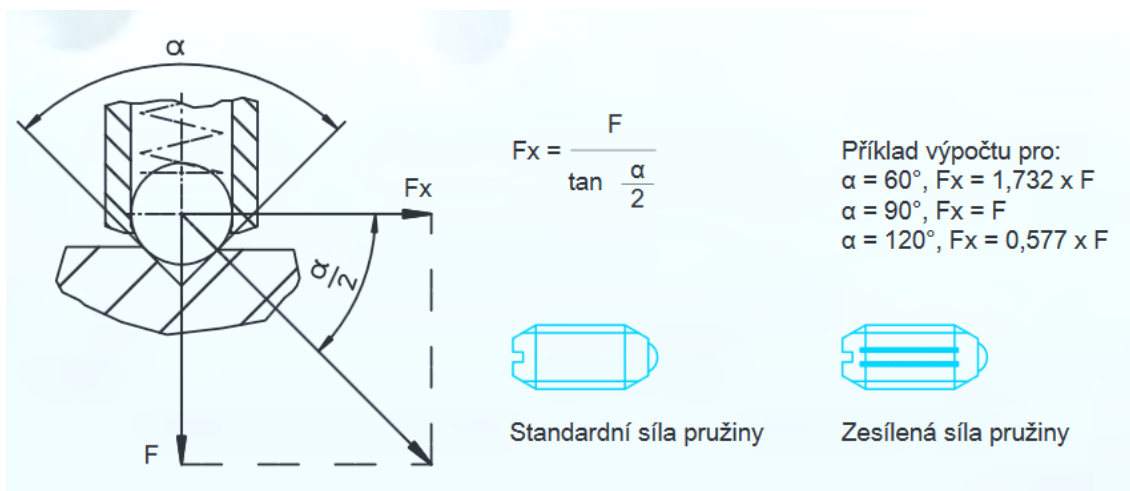 α
Fx
α/2
F
Fx = F / tan α/2
Příklad výpočtu pro:
α = 60°, Fx = 1,732 x F
α = 90°, Fx = F
α = 120°, Fx = 0,577 x F
Standardní síla pružiny
Zesílená síla pružiny